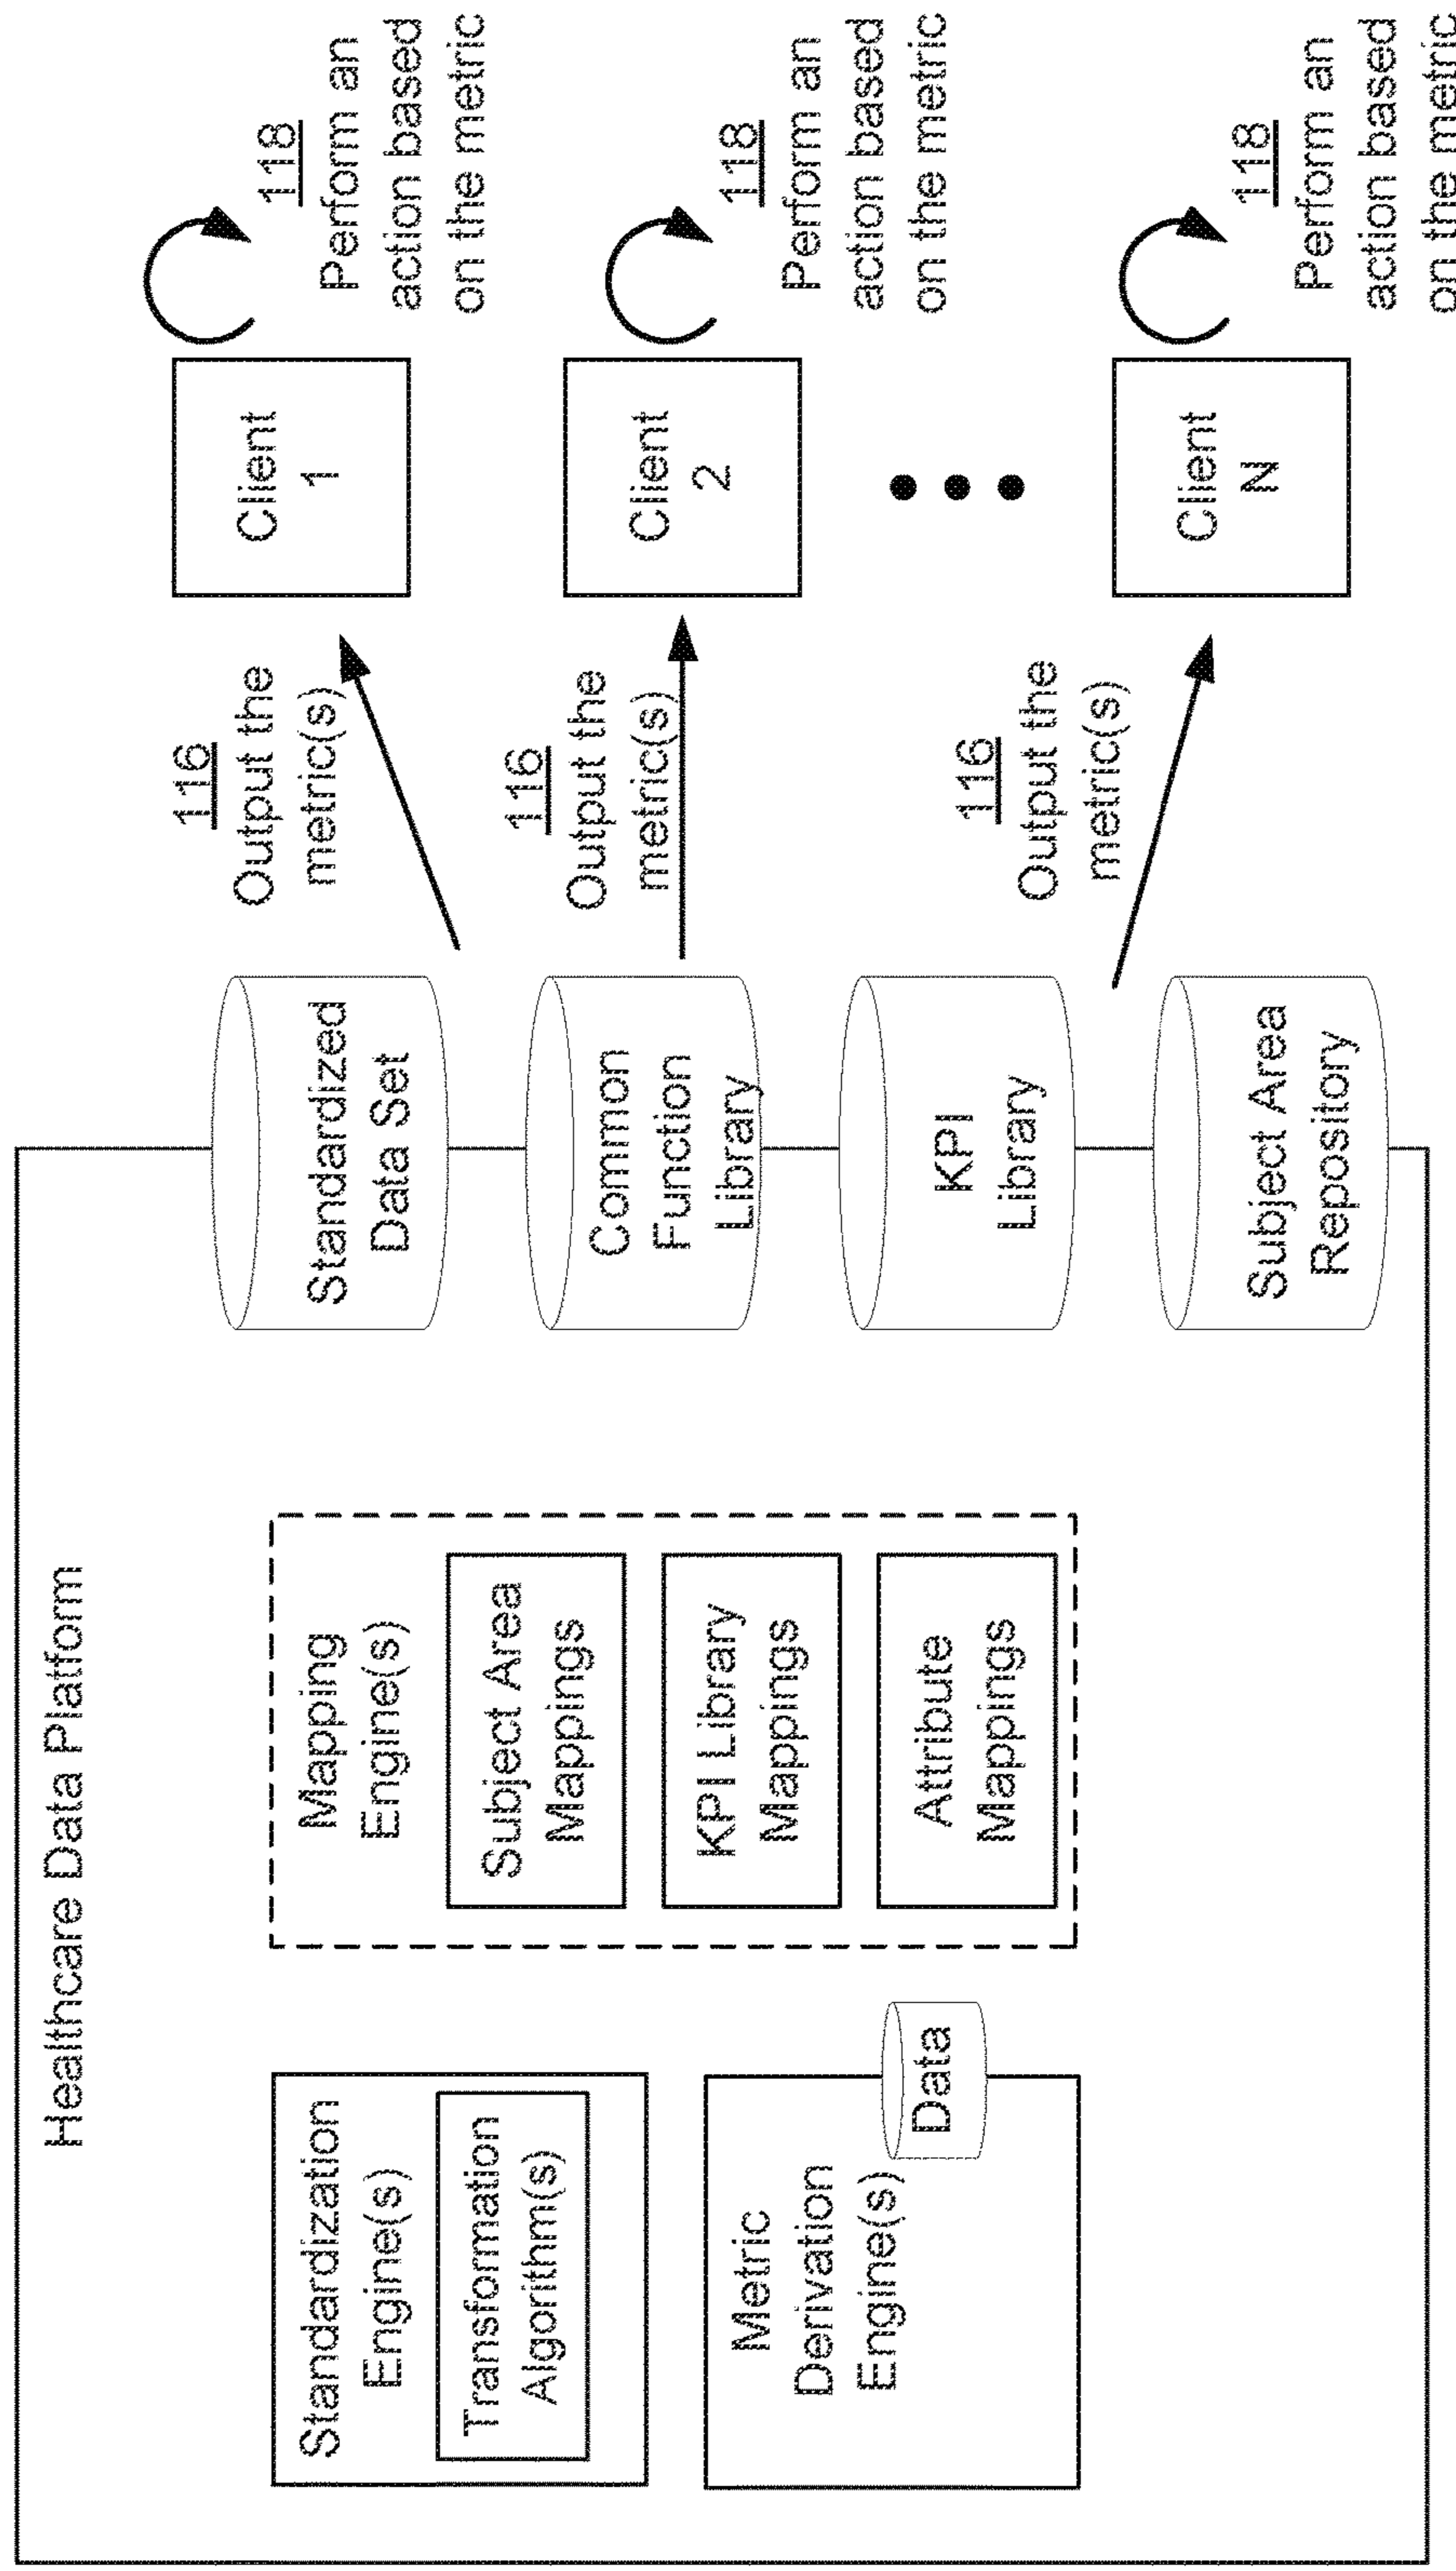 Healthcare Data Platform
Standardization
Engine(s)
Transformation
Algorithm(s)
Metric
Derivation
Engine(s)
Data
Mapping
Engine(s)
Subject Area
Mappings
KPI Library
Mappings
Attribute
Mappings
Standardized
Data Set
Common
Function
Library
KPI
Library
Subject Area
Repository
116
Output the
metric(s)
116
Output the
metric(s)
116
Output the
metric(s)
Client
1
Client
2
Client
N
118
Perform an
action based
on the metric
118
Perform an
action based
on the metric
118
Perform an
action based
on the metric